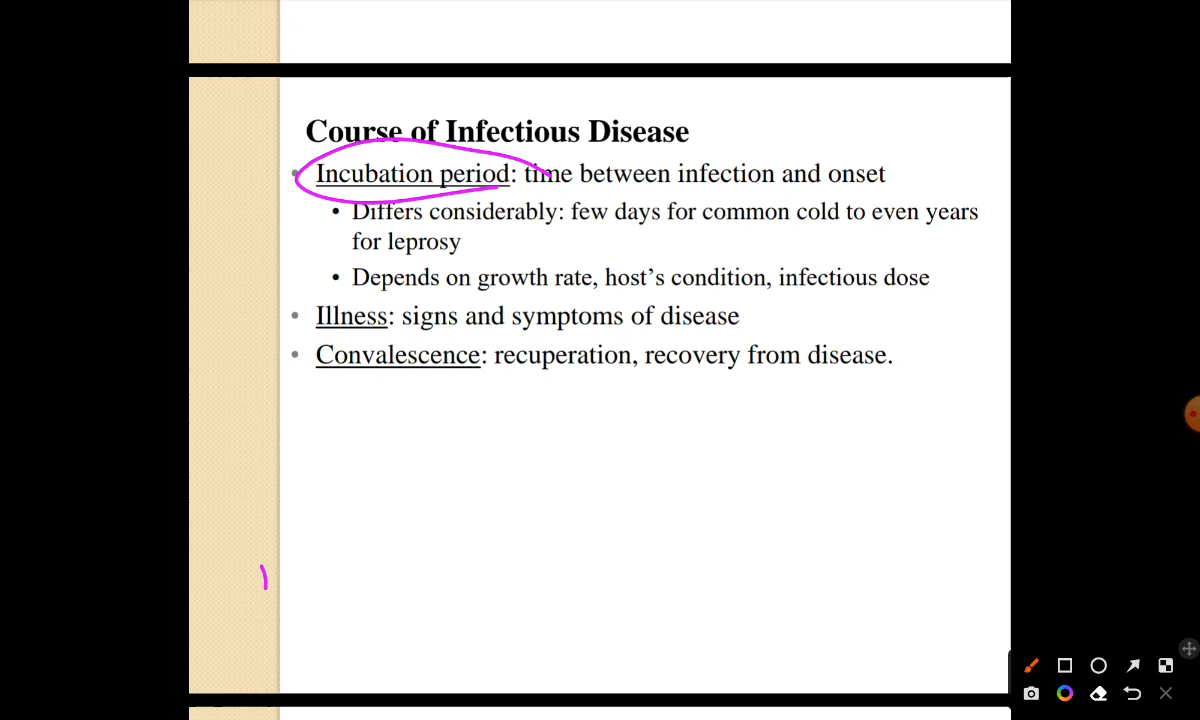 Course of Infectious Disease
• Incubation period: time between infection and onset
• Differs considerably: few days for common cold to even years
for leprosy
• Depends on growth rate, host's condition, infectious dose
• Illness: signs and symptoms of disease
• Convalescence: recuperation, recovery from disease.